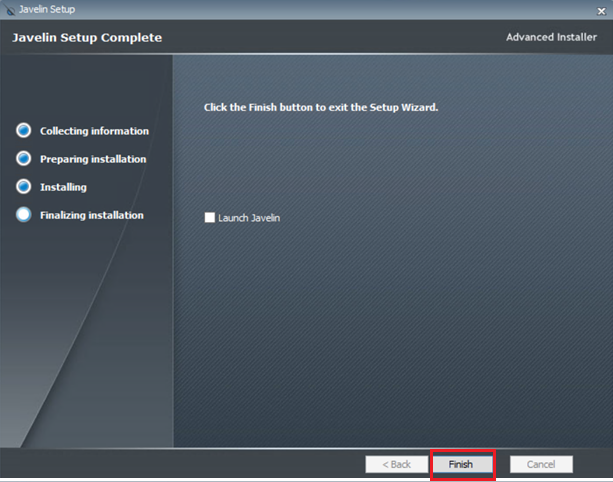 Javelin Setup
Javelin Setup Complete
Advanced Installer
Click the Finish button to exit the Setup Wizard.
Collecting information
Preparing installation
Installing
Finalizing installation
Launch Javelin
< Back
Finish
Cancel